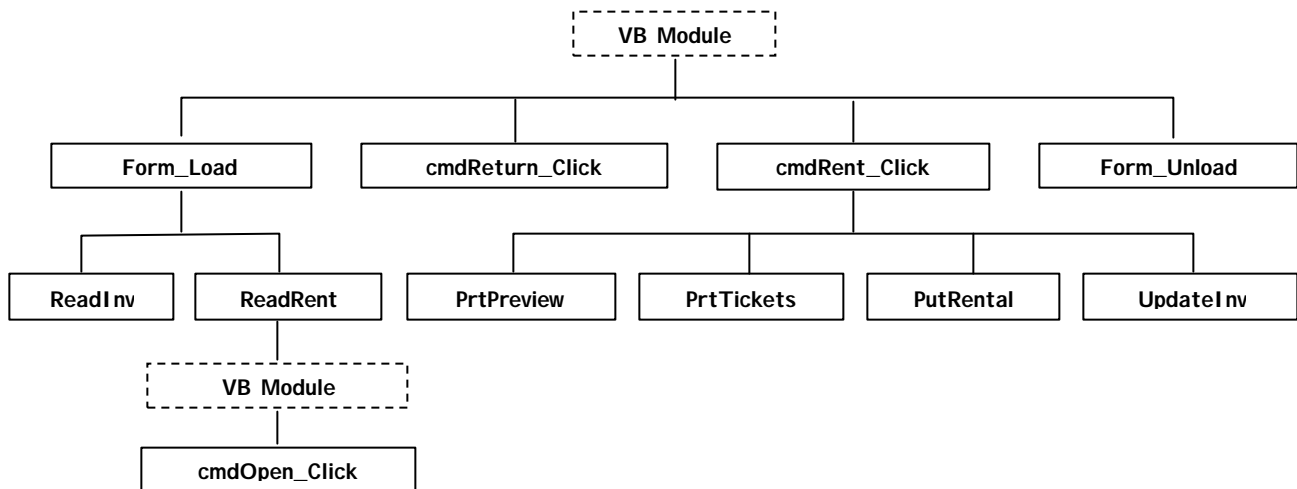 VB Module
Form_Load
cmdReturn_Click
cmdRent_Click
Form_Unload
ReadInv
ReadRent
PrtPreview
PrtTickets
PutRental
UpdateInv
VB Module
cmdOpen_Click